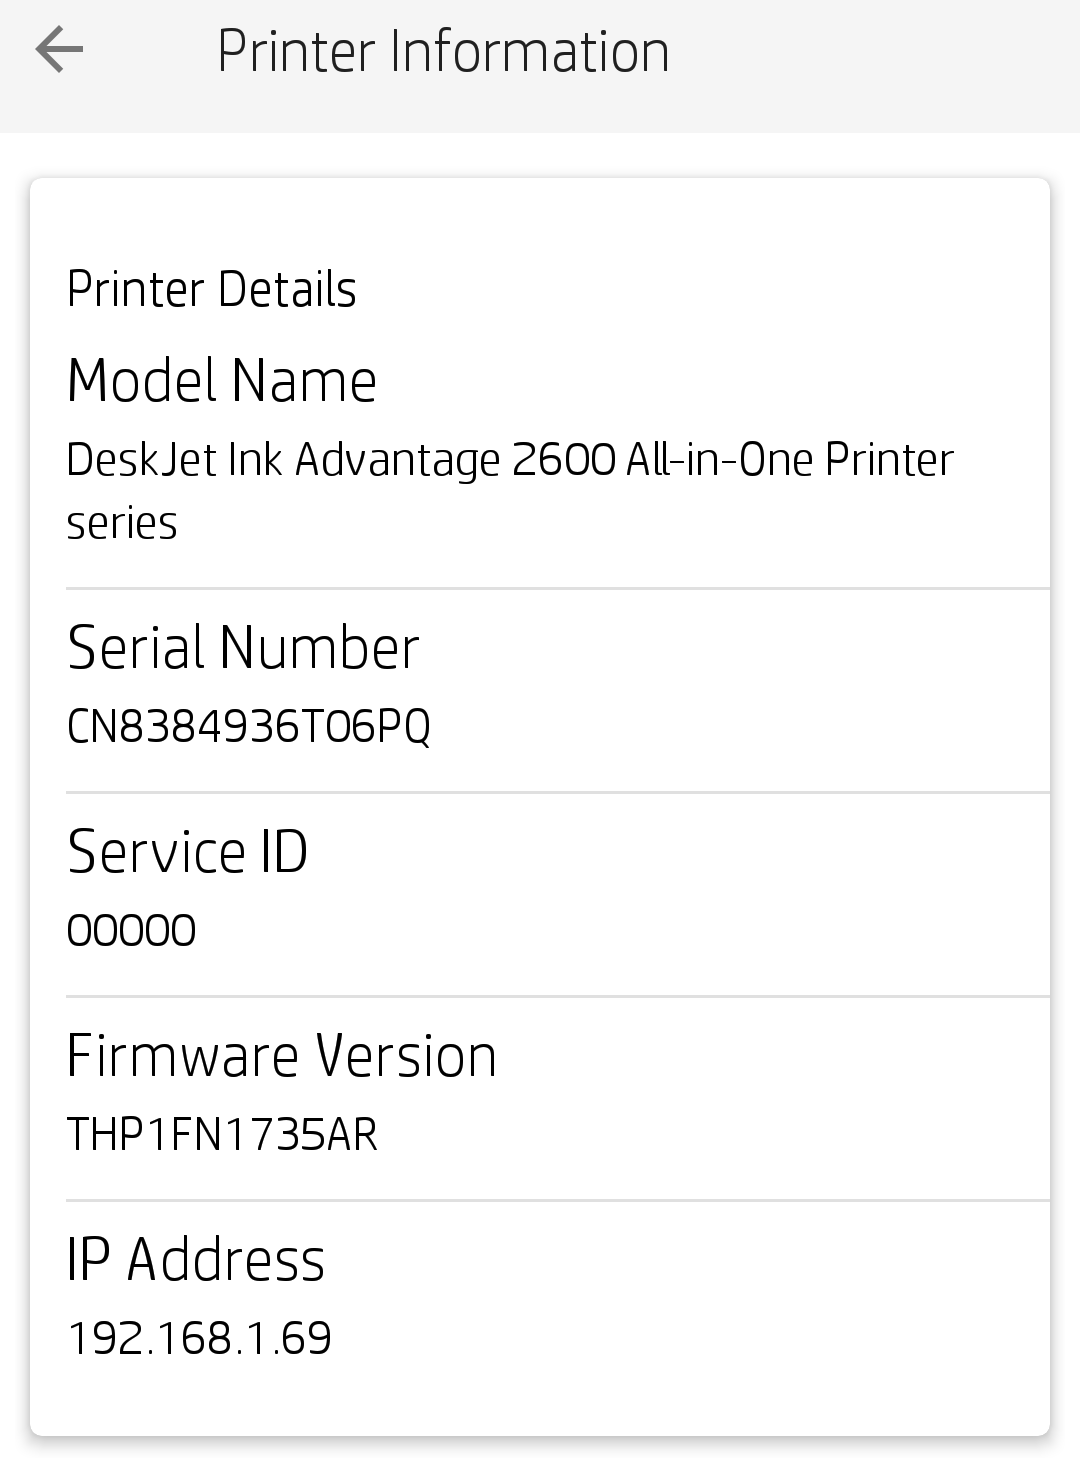 Printer Information
Printer Details
Model Name
DeskJet Ink Advantage 2600 All-in-One Printer
series
Serial Number
CN8384936T06PQ
Service ID
00000
Firmware Version
THP1FN1735AR
IP Address
192.168.1.69